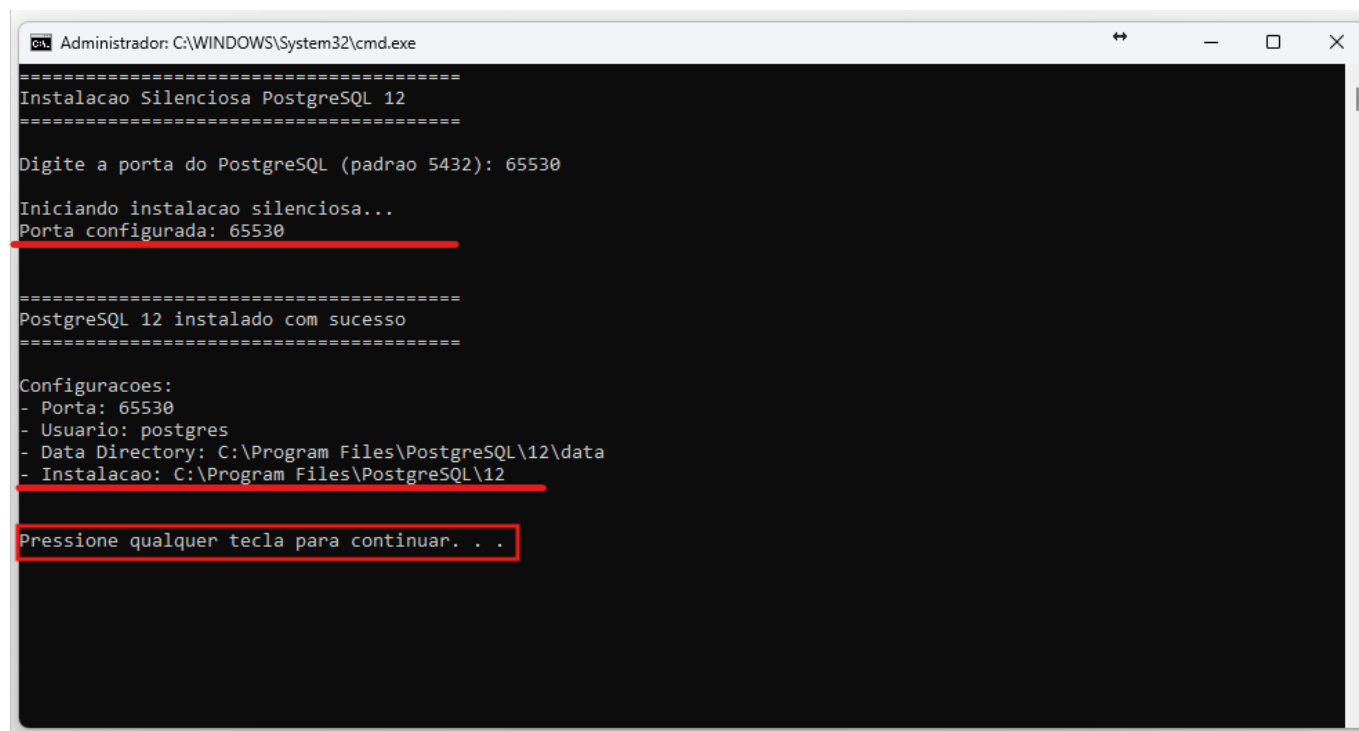 Administrador: C:\WINDOWS\System32\cmd.exe
========================================
Instalacao Silenciosa PostgreSQL 12
========================================
Digite a porta do PostgreSQL (padrao 5432): 65530
Iniciando instalacao silenciosa...
Porta configurada: 65530
========================================
PostgreSQL 12 instalado com sucesso
========================================
Configuracoes:
- Porta: 65530
- Usuario: postgres
- Data Directory: C:\Program Files\PostgreSQL\12\data
- Instalacao: C:\Program Files\PostgreSQL\12
Pressione qualquer tecla para continuar. . .